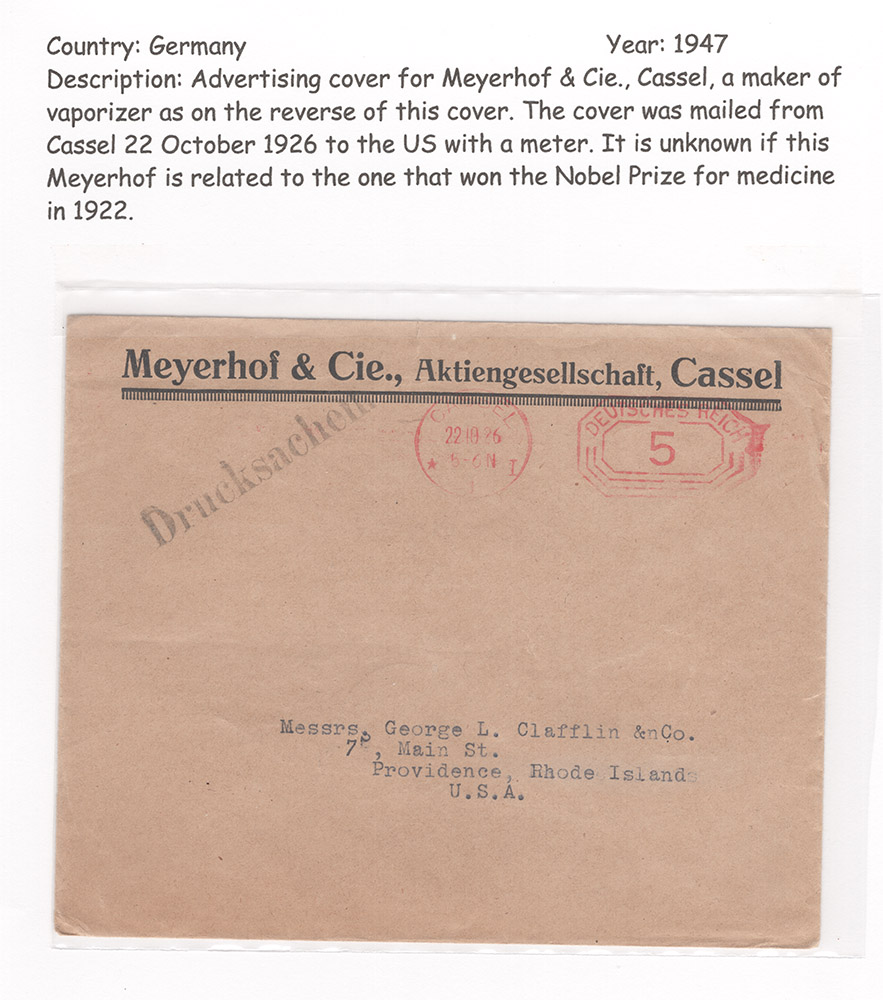 Country: Germany Year: 1947
Description: Advertising cover for Meyerhof & Cie., Cassel, a maker of
vaporizer as on the reverse of this cover. The cover was mailed from
Cassel 22 October 1926 to the US with a meter. It is unknown if this
Meyerhof is related to the one that won the Nobel Prize for medicine
in 1922.
Meyerhof & Cie., Aktiengesellschaft, Cassel
Drucksachen
22 10 26
5-6 N
I
DEUTSCHES REICH
5
Messrs, George L. Clafflin &nCo.
, Main St.
Providence, Rhode Islands
U.S.A.